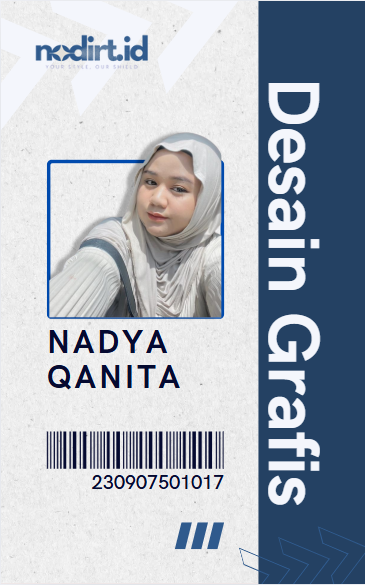 nodirt.id
YOUR STYLE, OUR SHIELD
Desain Grafis
NADYA
QANITA
230907501017